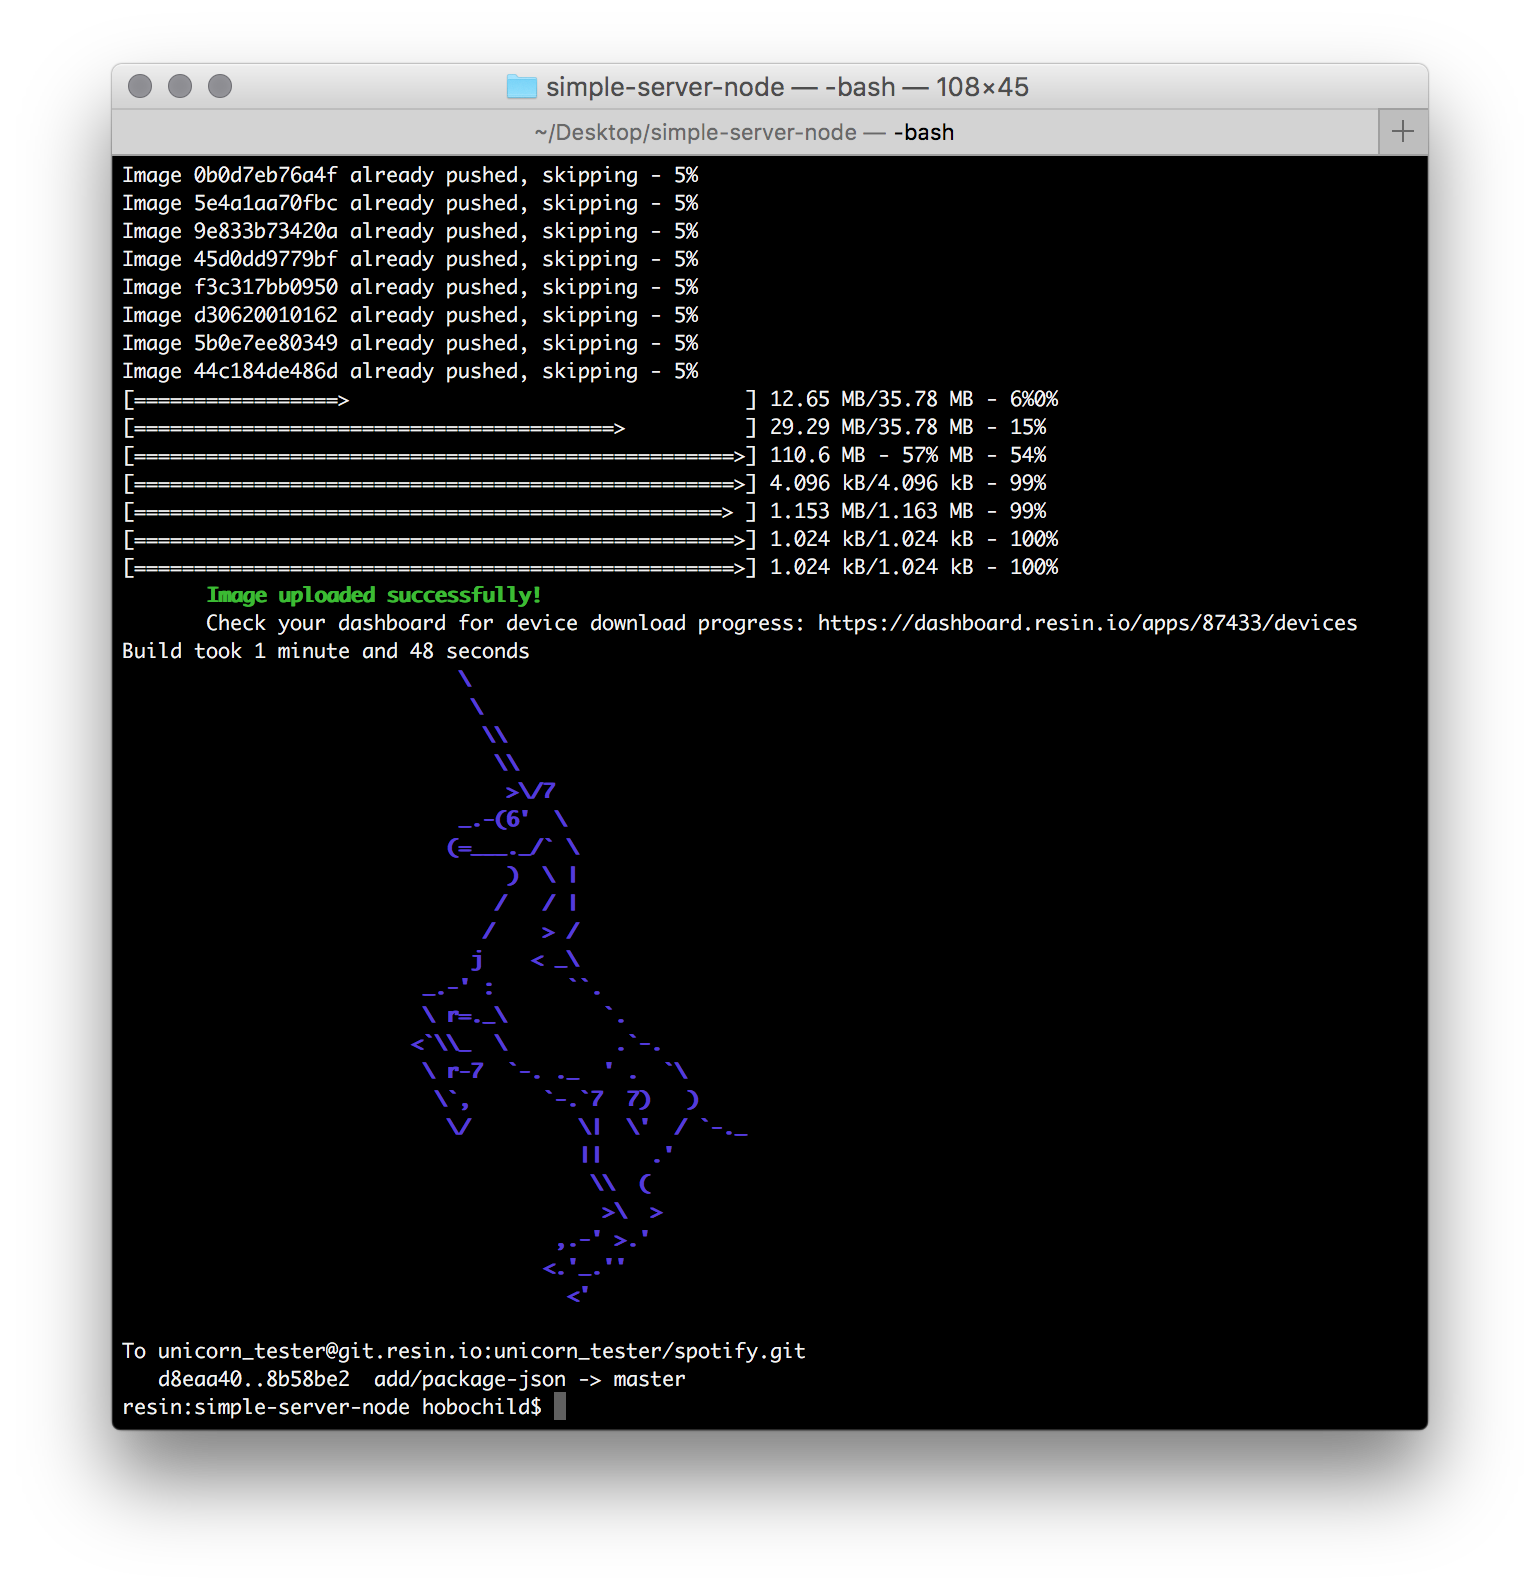 simple-server-node — -bash — 108×45
~/Desktop/simple-server-node — -bash
Image 0b0d7eb76a4f already pushed, skipping - 5%
Image 5e4a1aa70fbc already pushed, skipping - 5%
Image 9e833b73420a already pushed, skipping - 5%
Image 45d0dd9779bf already pushed, skipping - 5%
Image f3c317bb0950 already pushed, skipping - 5%
Image d30620010162 already pushed, skipping - 5%
Image 5b0e7ee80349 already pushed, skipping - 5%
Image 44c184de486d already pushed, skipping - 5%
[=================>                                 ] 12.65 MB/35.78 MB - 6%0%
[========================================>          ] 29.29 MB/35.78 MB - 15%
[==================================================>] 110.6 MB - 57% MB - 54%
[==================================================>] 4.096 kB/4.096 kB - 99%
[=================================================> ] 1.153 MB/1.163 MB - 99%
[==================================================>] 1.024 kB/1.024 kB - 100%
[==================================================>] 1.024 kB/1.024 kB - 100%
Image uploaded successfully!
Check your dashboard for device download progress: https://dashboard.resin.io/apps/87433/devices
Build took 1 minute and 48 seconds
                            \
                             \
                              \\
                               \\
                                >\/7
                            _.-(6'  \
                           (=___._/` \
                                )  \ |
                               /   / |
                              /    > /
                             j    < _\
                         _.-' :      ``.
                         \ r=._\        `.
                        <`\\_  \         .`-.
                         \ r-7  `-. ._  ' .  `\
                          \`,      `-.`7  7)   )
                           \/         \|  \'  / `-._
                                      ||    .'
                                       \\  (
                                        >\  >
                                    ,.-' >.'
                                   <.'_.''
                                     <'
To unicorn_tester@git.resin.io:unicorn_tester/spotify.git
   d8eaa40..8b58be2  add/package-json -> master
resin:simple-server-node hobochild$